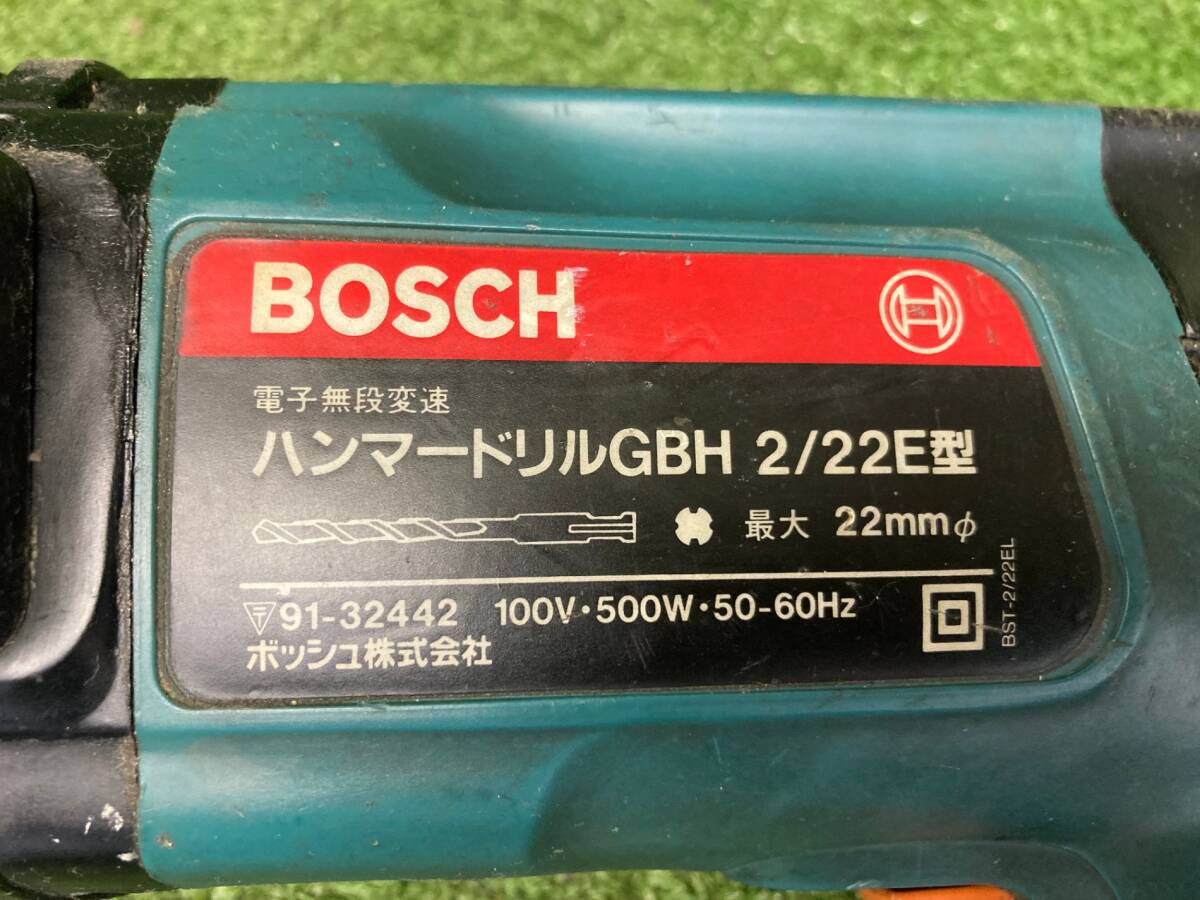 BOSCH
電子無段変速
ハンマードリルGBH 2/22E型
最大 22mmφ
〒91-32442 100V・500W・50-60Hz
ボッシュ株式会社
BST-2/22EL